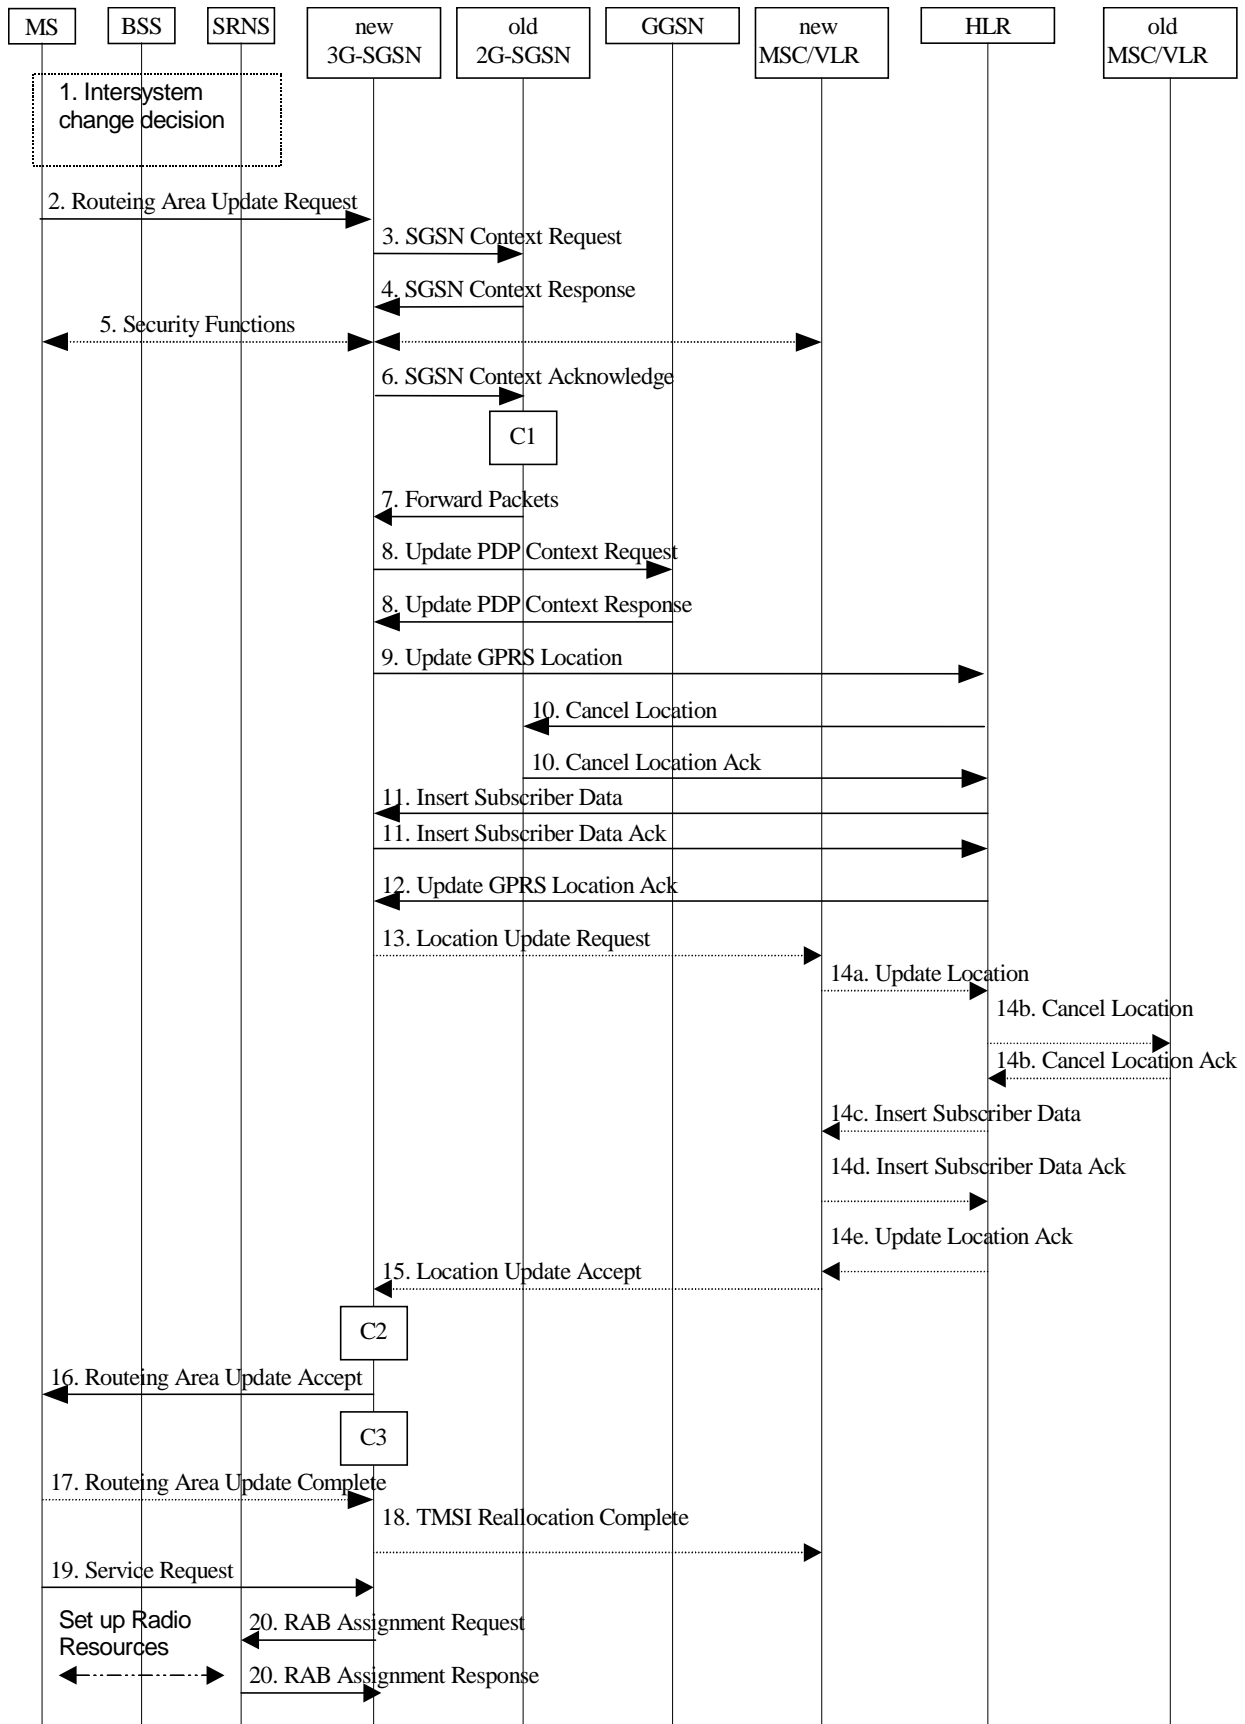 MS
BSS
SRNS
new
3G-SGSN
old
2G-SGSN
GGSN
new
MSC/VLR
HLR
old
MSC/VLR
1. Intersystem
change decision
2. Routeing Area Update Request
3. SGSN Context Request
4. SGSN Context Response
5. Security Functions
6. SGSN Context Acknowledge
C1
7. Forward Packets
8. Update PDP Context Request
8. Update PDP Context Response
9. Update GPRS Location
10. Cancel Location
10. Cancel Location Ack
11. Insert Subscriber Data
11. Insert Subscriber Data Ack
12. Update GPRS Location Ack
13. Location Update Request
14a. Update Location
14b. Cancel Location
14b. Cancel Location Ack
14c. Insert Subscriber Data
14d. Insert Subscriber Data Ack
14e. Update Location Ack
15. Location Update Accept
C2
16. Routeing Area Update Accept
C3
17. Routeing Area Update Complete
18. TMSI Reallocation Complete
19. Service Request
Set up Radio
Resources
20. RAB Assignment Request
20. RAB Assignment Response